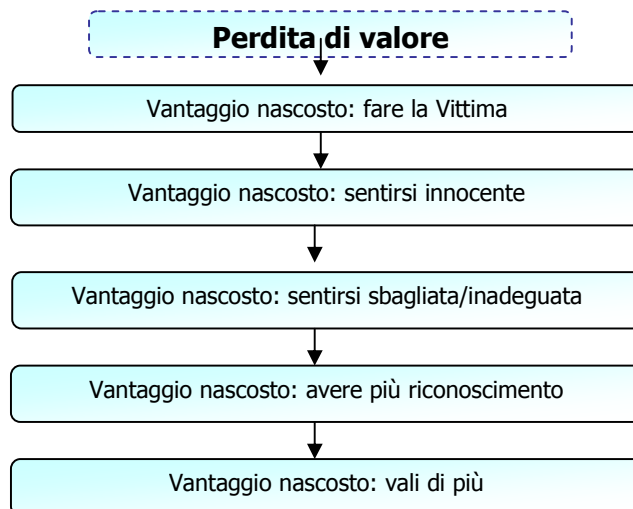 Perdita di valore
Vantaggio nascosto: fare la Vittima
Vantaggio nascosto: sentirsi innocente
Vantaggio nascosto: sentirsi sbagliata/inadeguata
Vantaggio nascosto: avere più riconoscimento
Vantaggio nascosto: vali di più